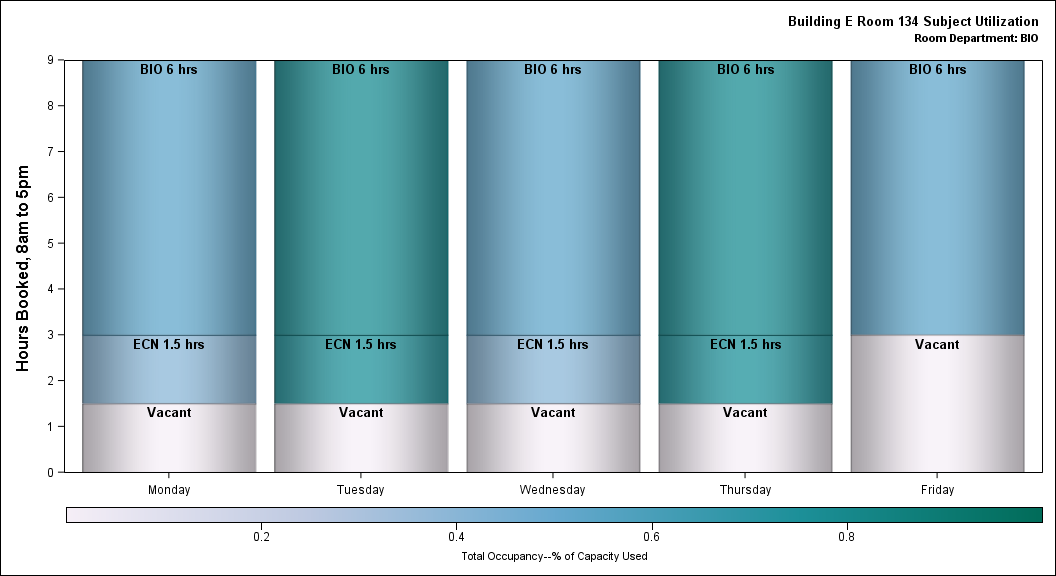 Building E Room 134 Subject Utilization
Room Department: BIO
Hours Booked, 8am to 5pm
9
8
7
6
5
4
3
2
1
0
BIO 6 hrs
BIO 6 hrs
BIO 6 hrs
BIO 6 hrs
BIO 6 hrs
ECN 1.5 hrs
ECN 1.5 hrs
ECN 1.5 hrs
ECN 1.5 hrs
Vacant
Vacant
Vacant
Vacant
Vacant
Monday
Tuesday
Wednesday
Thursday
Friday
0.2
0.4
0.6
0.8
Total Occupancy--% of Capacity Used